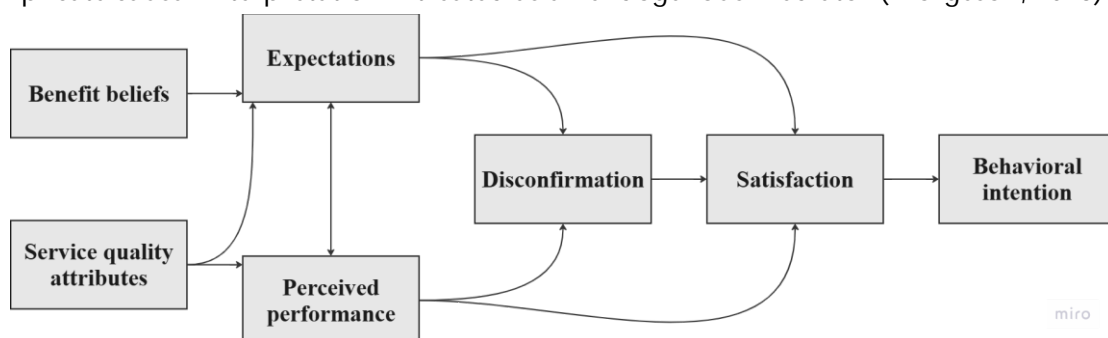 Expectations
Benefit beliefs
Disconfirmation
Satisfaction
Behavioral
intention
Service quality
attributes
Perceived
performance
miro